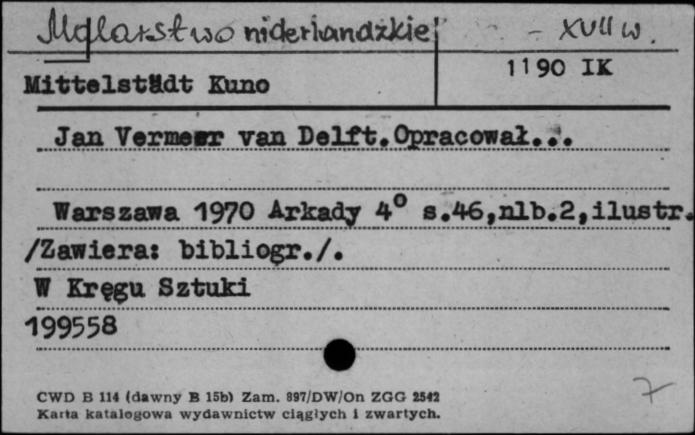 Malarstwo niderlandzkie - XVII w.
1190 IK
Mittelstädt Kuno
Jan Vermeer van Delft.Opracował...
Warszawa 1970 Arkady 4° s.46,nlb.2,ilustr.
/Zawiera: bibliogr./.
W Kręgu Sztuki
199558
CWD B 114 (dawny B 15b) Zam. 897/DW/On ZGG 2542
Karta katalogowa wydawnictw ciągłych i zwartych.
7